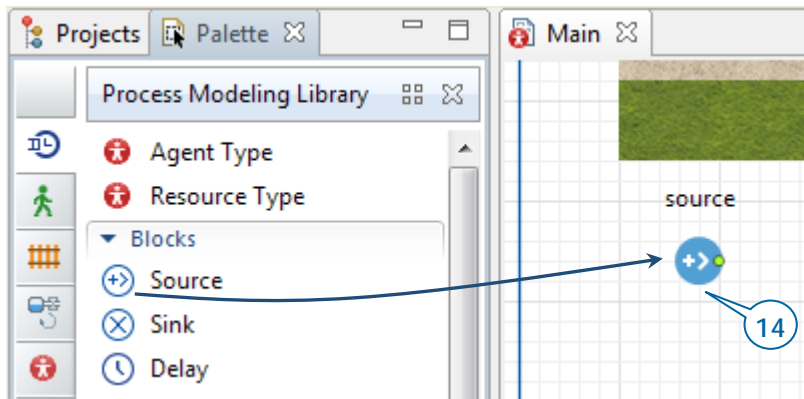 Projects Palette
Main
Process Modeling Library
Agent Type
Resource Type
Blocks
Source
Sink
Delay
source
14